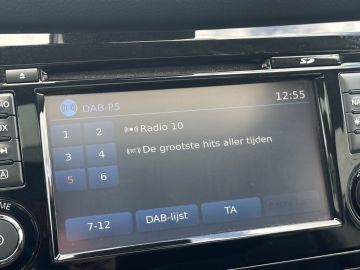 SD
DAB-P5
12:55
1 2
Radio 10
3 4
De grootste hits aller tijden
5 6
7-12
DAB-lijst
TA